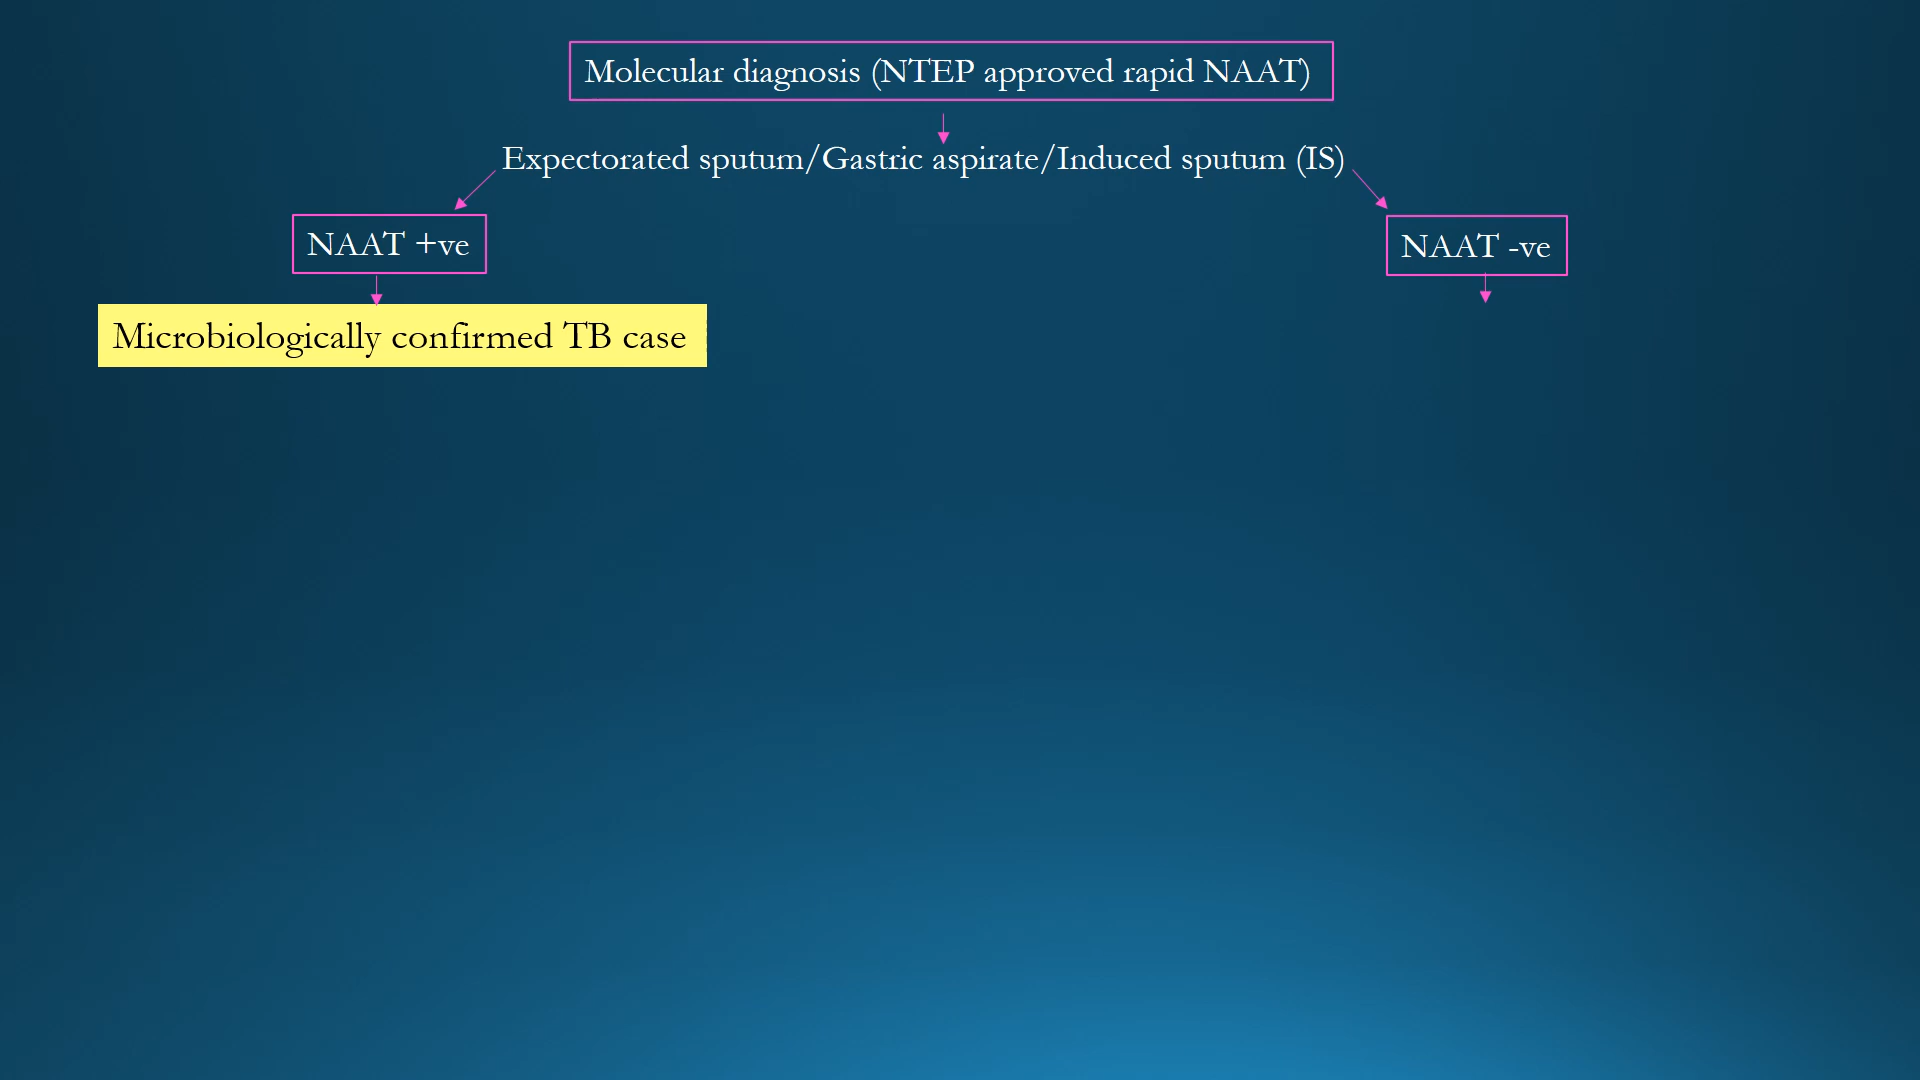 Molecular diagnosis (NTEP approved rapid NAAT)
Expectorated sputum/Gastric aspirate/Induced sputum (IS)
NAAT +ve
NAAT -ve
Microbiologically confirmed TB case